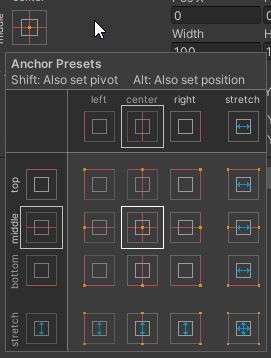 Pos X
middle
0
Width
H
100
Anchor Presets
Shift: Also set pivot Alt: Also set position
left center right stretch
top
middle
bottom
stretch